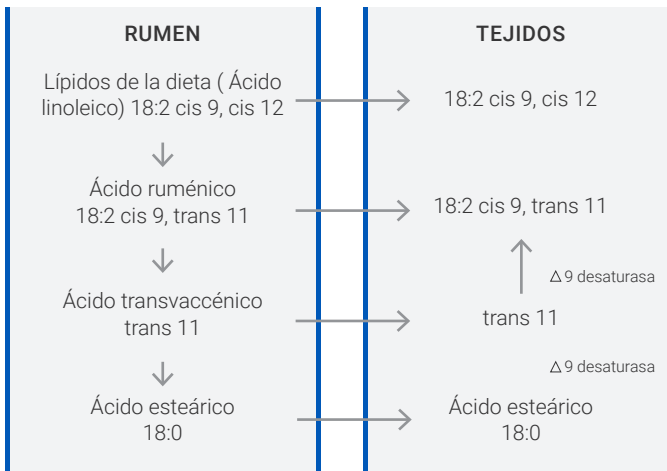 RUMEN
Lípidos de la dieta ( Ácido
linoleico) 18:2 cis 9, cis 12
Ácido ruménico
18:2 cis 9, trans 11
Ácido transvaccénico
trans 11
Ácido esteárico
18:0
TEJIDOS
18:2 cis 9, cis 12
18:2 cis 9, trans 11
Δ9 desaturasa
trans 11
Δ9 desaturasa
Ácido esteárico
18:0